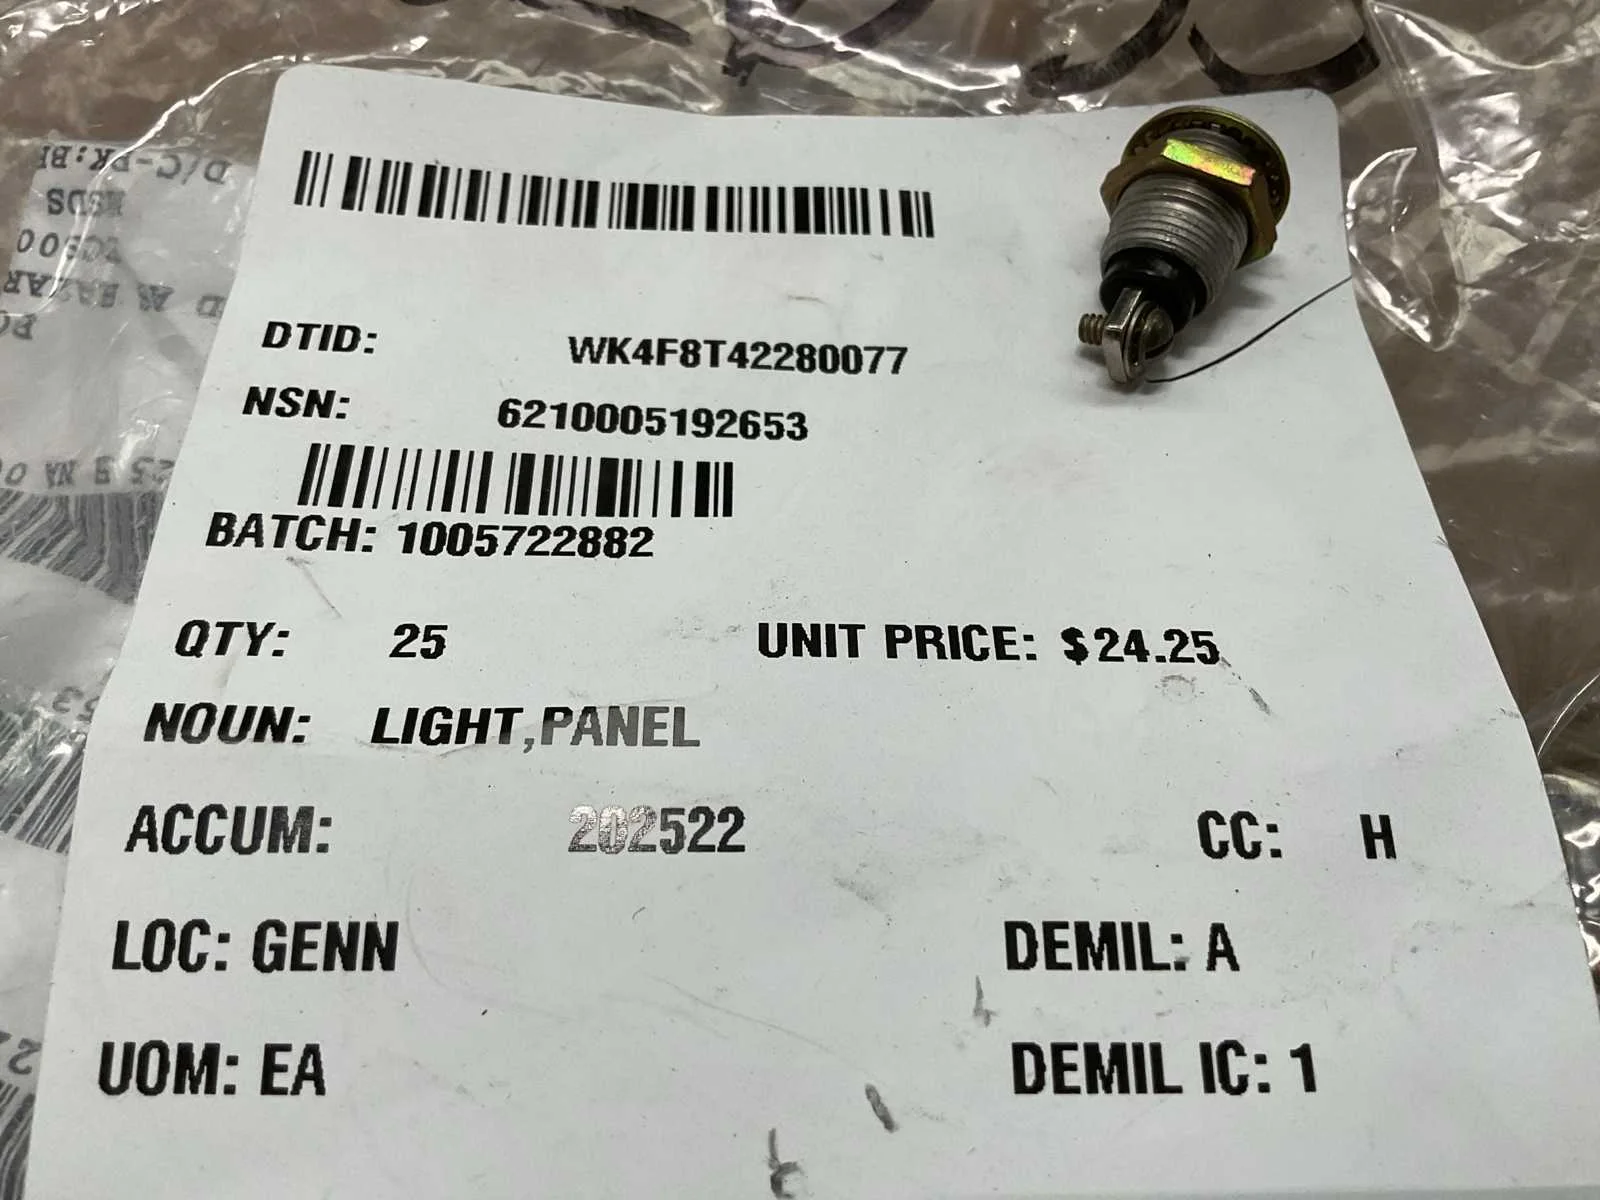 DTID: WK4F8T42280077
NSN: 6210005192653
BATCH: 1005722882
QTY: 25 UNIT PRICE: $24.25
NOUN: LIGHT,PANEL
ACCUM: 202522 CC: H
LOC: GENN DEMIL: A
UOM: EA DEMIL IC: 1